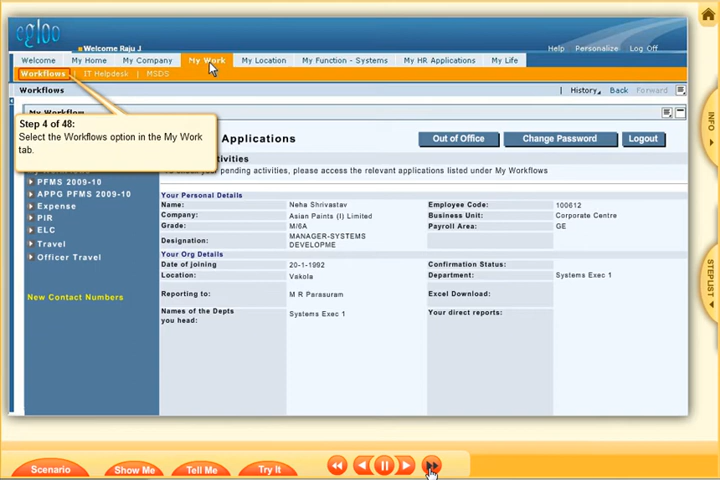 egloo
Welcome Raju J
Help Personalize Log Off
Welcome My Home My Company My Work My Location My Function - Systems My HR Applications My Life
Workflows IT Helpdesk MSDS
Workflows
History Back Forward
Step 4 of 48:
Select the Workflows option in the My Work
tab.
Applications
Out of Office Change Password Logout
pending activities, please access the relevant applications listed under My Workflows
PFMS 2009-10
APPG PFMS 2009-10
Expense
PIR
ELC
Travel
Officer Travel
New Contact Numbers
Your Personal Details
Name: Neha Shrivastav Employee Code: 100612
Company: Asian Paints (I) Limited Business Unit: Corporate Centre
Grade: M/6A Payroll Area: GE
Designation: MANAGER-SYSTEMS
DEVELOPME
Your Org Details
Date of joining 20-1-1992 Confirmation Status:
Location: Vakola Department: Systems Exec 1
Reporting to: M R Parasuram Excel Download:
Names of the Depts
you head: Systems Exec 1 Your direct reports:
INFO
STEPLIST
Scenario Show Me Tell Me Try It